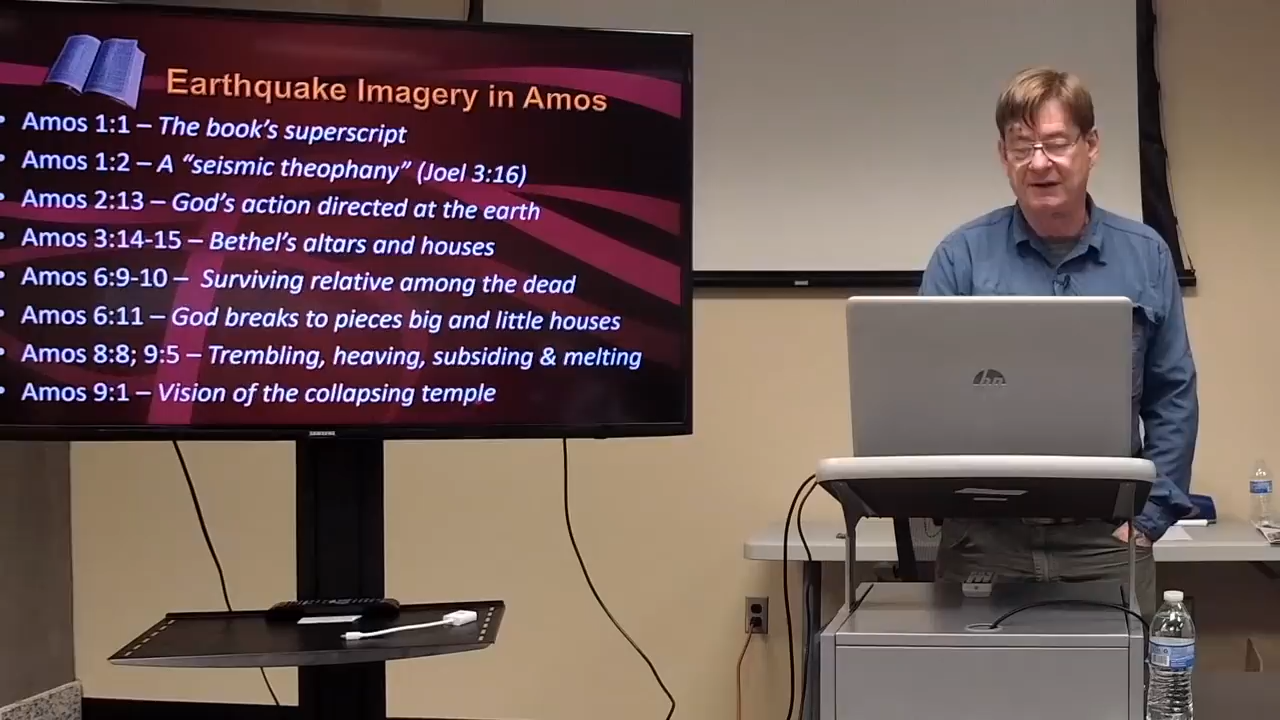 Earthquake Imagery in Amos
• Amos 1:1 – The book's superscript
• Amos 1:2 – A “seismic theophany” (Joel 3:16)
• Amos 2:13 – God's action directed at the earth
• Amos 3:14-15 – Bethel's altars and houses
• Amos 6:9-10 – Surviving relative among the dead
• Amos 6:11 – God breaks to pieces big and little houses
• Amos 8:8; 9:5 – Trembling, heaving, subsiding & melting
• Amos 9:1 – Vision of the collapsing temple
SAMSUNG
hp